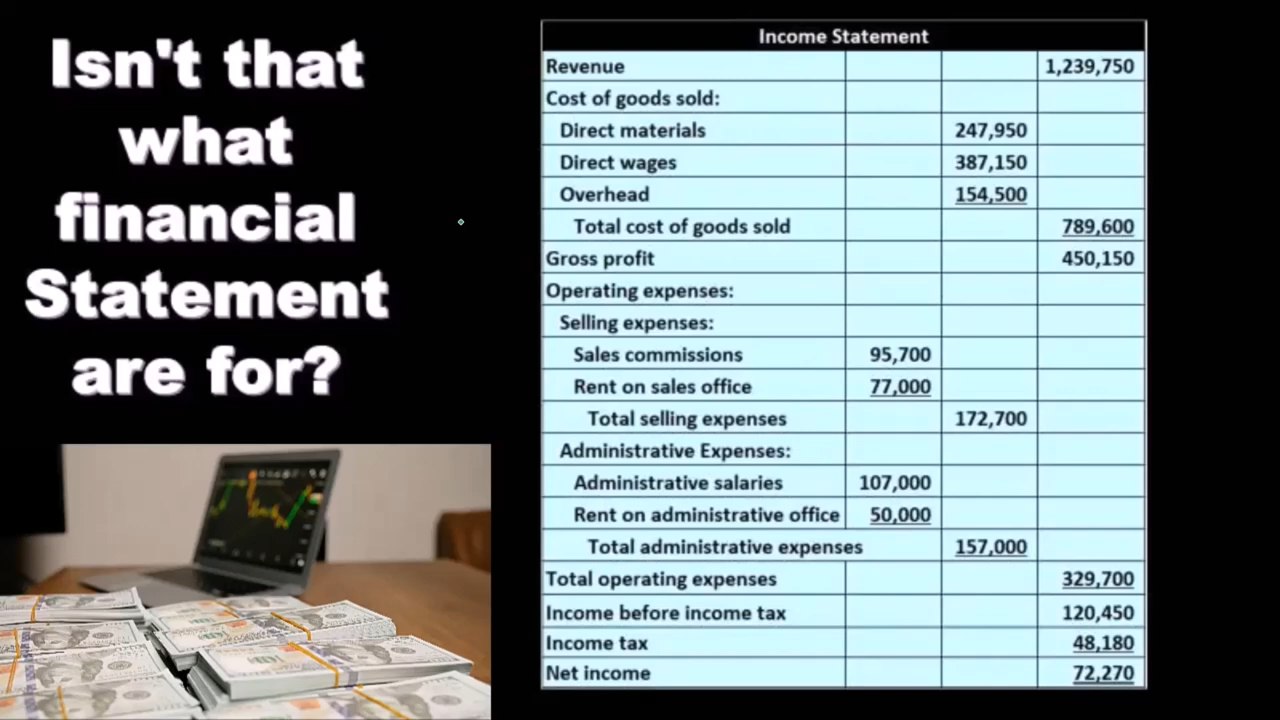 Isn't that
what
financial
Statement
are for?
Income Statement
Revenue 1,239,750
Cost of goods sold:
Direct materials 247,950
Direct wages 387,150
Overhead 154,500
Total cost of goods sold 789,600
Gross profit 450,150
Operating expenses:
Selling expenses:
Sales commissions 95,700
Rent on sales office 77,000
Total selling expenses 172,700
Administrative Expenses:
Administrative salaries 107,000
Rent on administrative office 50,000
Total administrative expenses 157,000
Total operating expenses 329,700
Income before income tax 120,450
Income tax 48,180
Net income 72,270